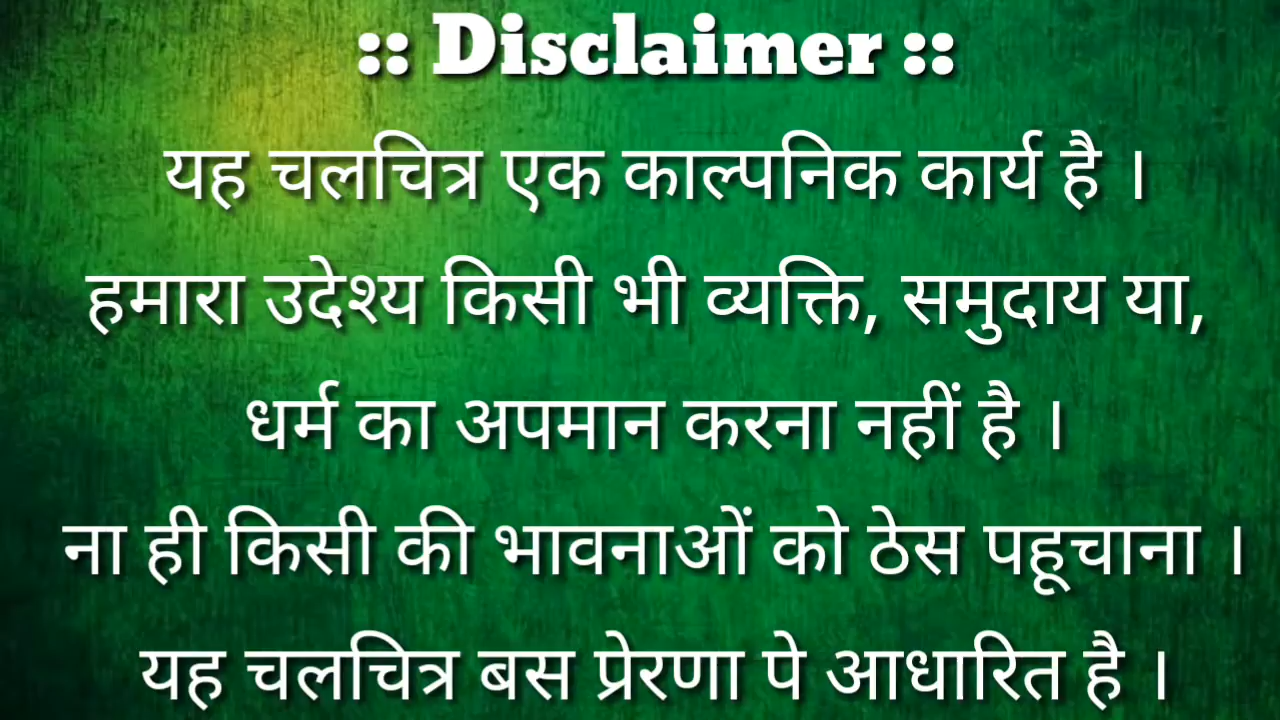 :: Disclaimer ::
यह चलचित्र एक काल्पनिक कार्य है ।
हमारा उदेश्य किसी भी व्यक्ति, समुदाय या,
धर्म का अपमान करना नहीं है ।
ना ही किसी की भावनाओं को ठेस पहूचाना ।
यह चलचित्र बस प्रेरणा पे आधारित है ।